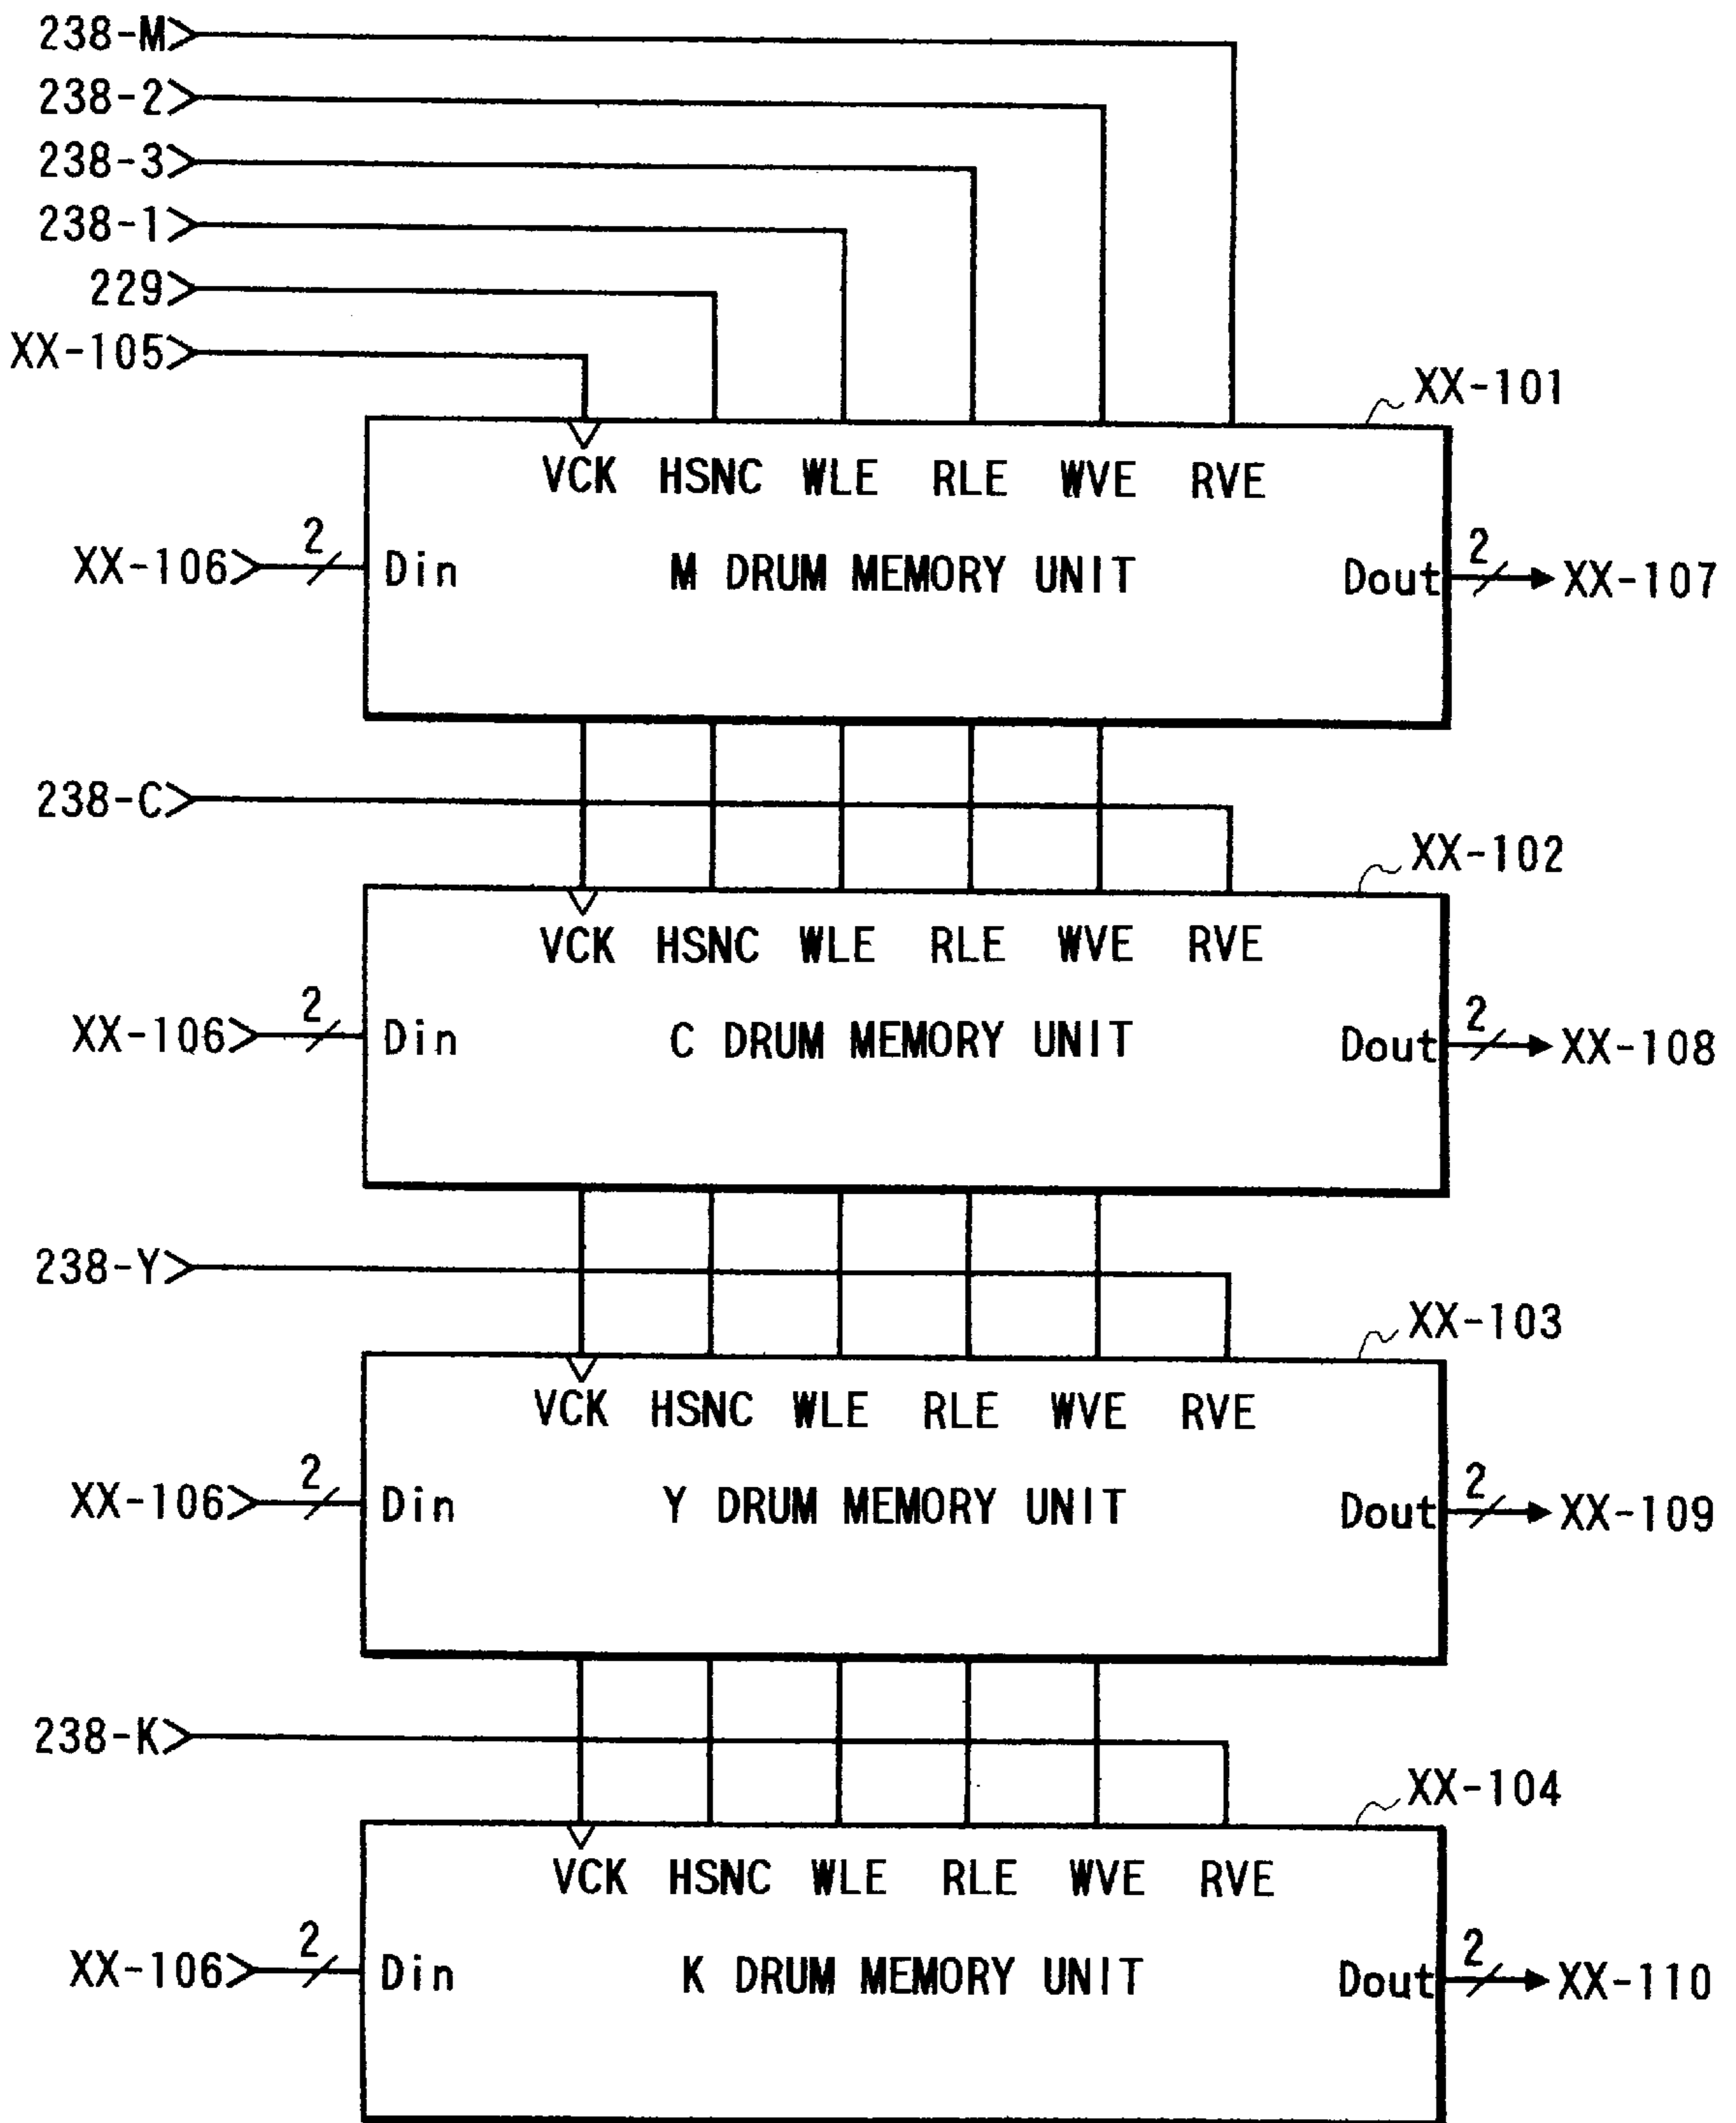 238-M
238-2
238-3
238-1
229
XX-105
XX-101
VCK HSNC WLE RLE WVE RVE
XX-106 2 Din M DRUM MEMORY UNIT Dout 2 XX-107
238-C
XX-102
VCK HSNC WLE RLE WVE RVE
XX-106 2 Din C DRUM MEMORY UNIT Dout 2 XX-108
238-Y
XX-103
VCK HSNC WLE RLE WVE RVE
XX-106 2 Din Y DRUM MEMORY UNIT Dout 2 XX-109
238-K
XX-104
VCK HSNC WLE RLE WVE RVE
XX-106 2 Din K DRUM MEMORY UNIT Dout 2 XX-110